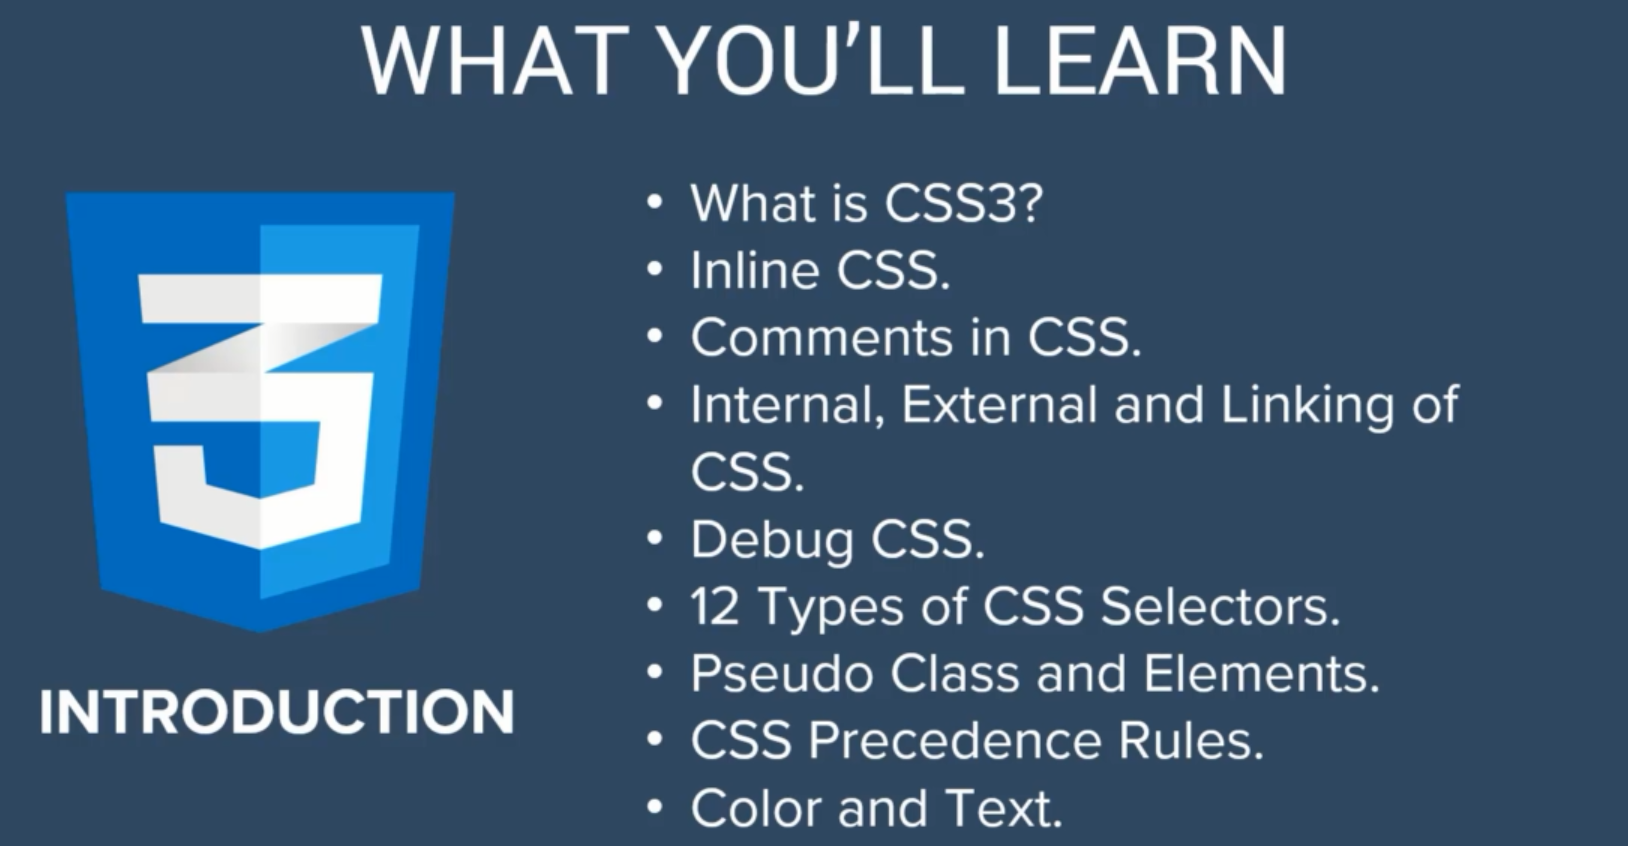 WHAT YOU'LL LEARN
• What is CSS3?
• Inline CSS.
• Comments in CSS.
• Internal, External and Linking of
CSS.
• Debug CSS.
• 12 Types of CSS Selectors.
• Pseudo Class and Elements.
• CSS Precedence Rules.
• Color and Text.
3
INTRODUCTION